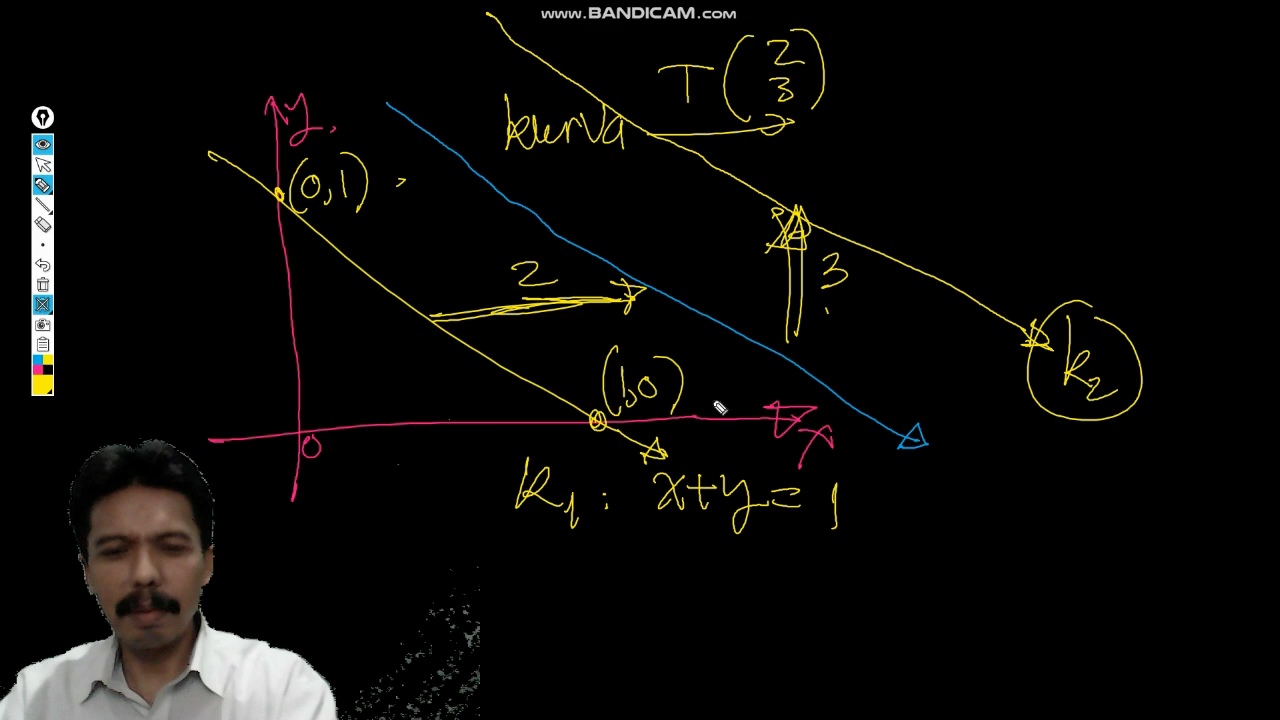 www.BANDICAM.com
T (2 3)
kurva
y
(0,1)
2
3
(1,0)
k2
0
x
k1 : x+y = 1